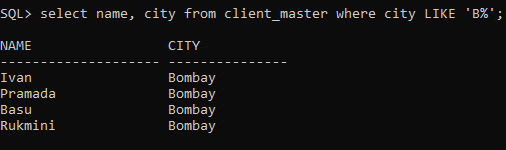 SQL> select name, city from client_master where city LIKE 'B%';
NAME                 CITY
-------------------- ---------------
Ivan                 Bombay
Pramada              Bombay
Basu                 Bombay
Rukmini              Bombay